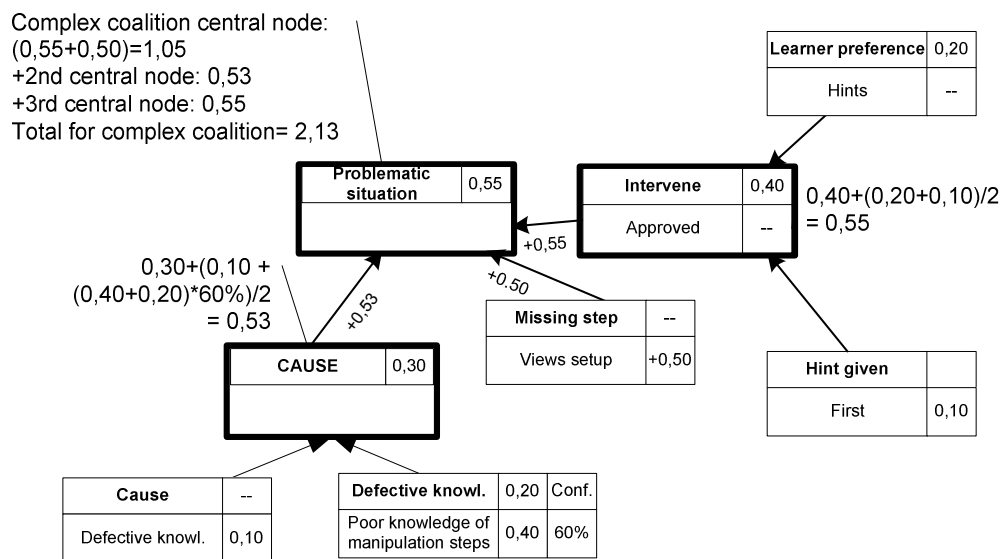 Complex coalition central node:
(0,55+0,50)=1,05
+2nd central node: 0,53
+3rd central node: 0,55
Total for complex coalition= 2,13
Learner preference 0,20
Hints --
Problematic
situation 0,55
Intervene 0,40
Approved --
0,40+(0,20+0,10)/2
= 0,55
+0,55
+0.50
+0,53
0,30+(0,10 +
(0,40+0,20)*60%)/2
= 0,53
Missing step --
Views setup +0,50
CAUSE 0,30
Hint given
First 0,10
Cause --
Defective knowl. 0,10
Defective knowl. 0,20 Conf.
Poor knowledge of
manipulation steps 0,40 60%